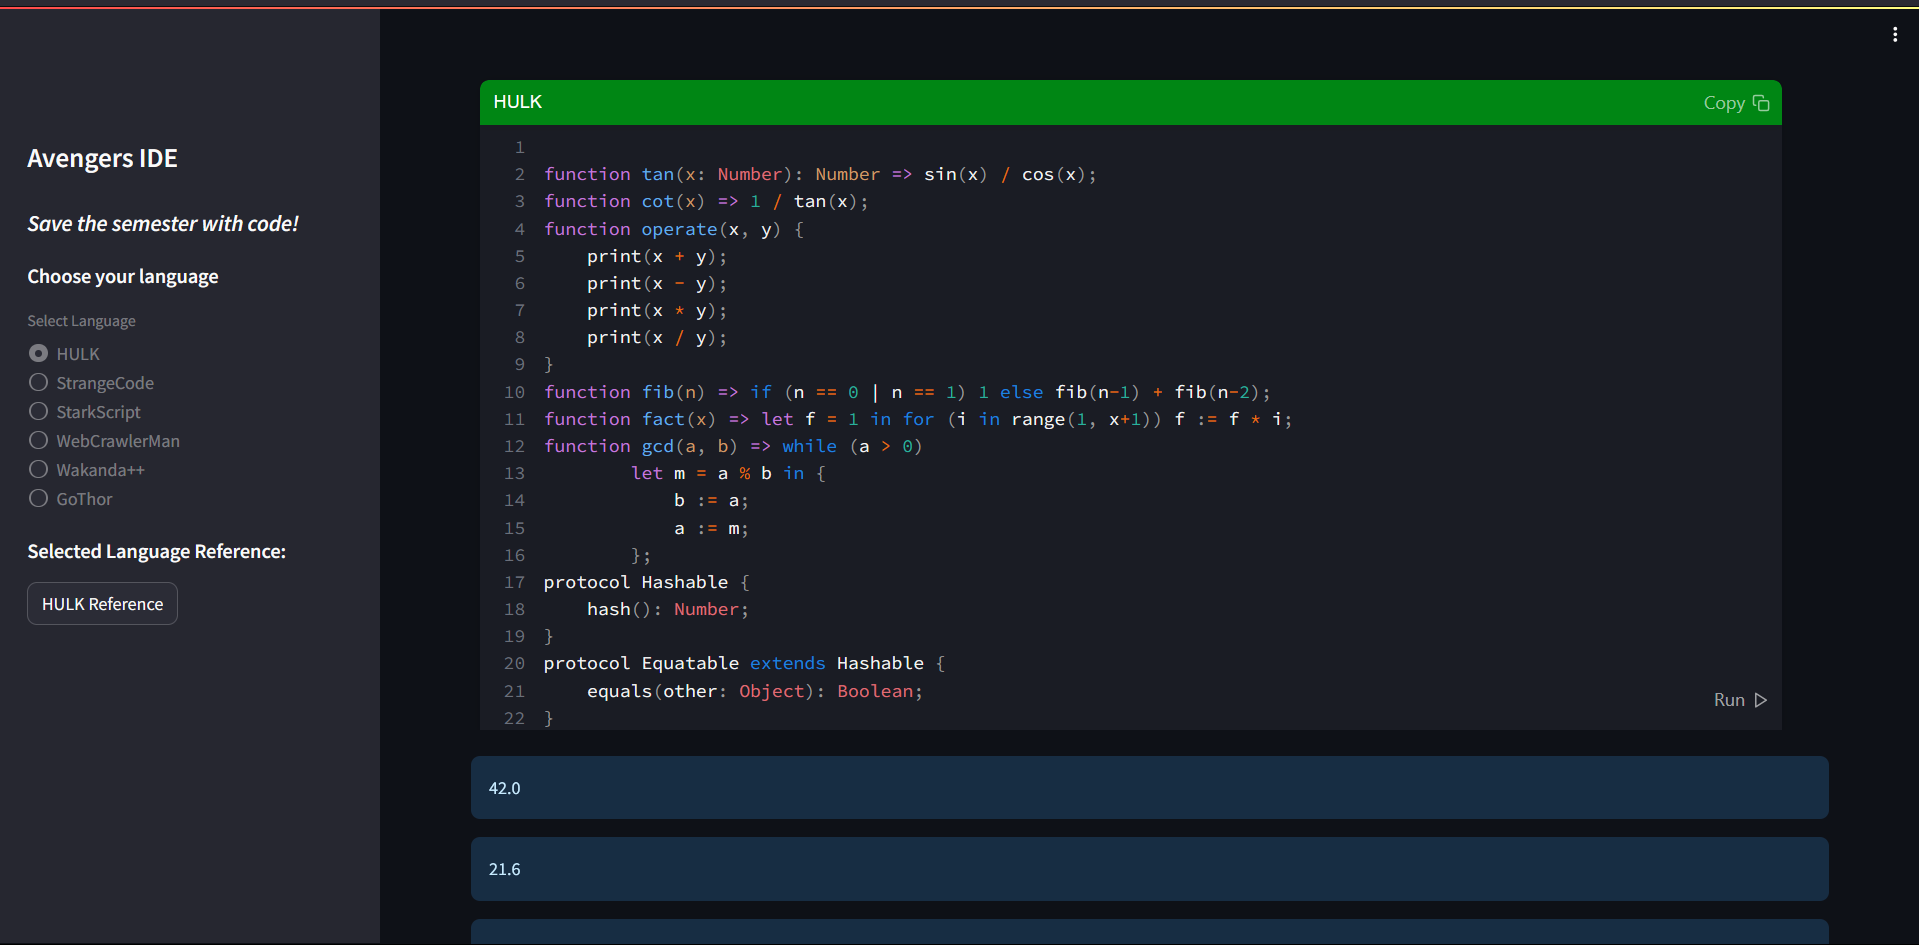 Avengers IDE
Save the semester with code!
Choose your language
Select Language
HULK
StrangeCode
StarkScript
WebCrawlerMan
Wakanda++
GoThor
Selected Language Reference:
HULK Reference
HULK
Copy
1
2 function tan(x: Number): Number => sin(x) / cos(x);
3 function cot(x) => 1 / tan(x);
4 function operate(x, y) {
5     print(x + y);
6     print(x - y);
7     print(x * y);
8     print(x / y);
9 }
10 function fib(n) => if (n == 0 | n == 1) 1 else fib(n-1) + fib(n-2);
11 function fact(x) => let f = 1 in for (i in range(1, x+1)) f := f * i;
12 function gcd(a, b) => while (a > 0)
13         let m = a % b in {
14             b := a;
15             a := m;
16         };
17 protocol Hashable {
18     hash(): Number;
19 }
20 protocol Equatable extends Hashable {
21     equals(other: Object): Boolean;
22 }
Run
42.0
21.6